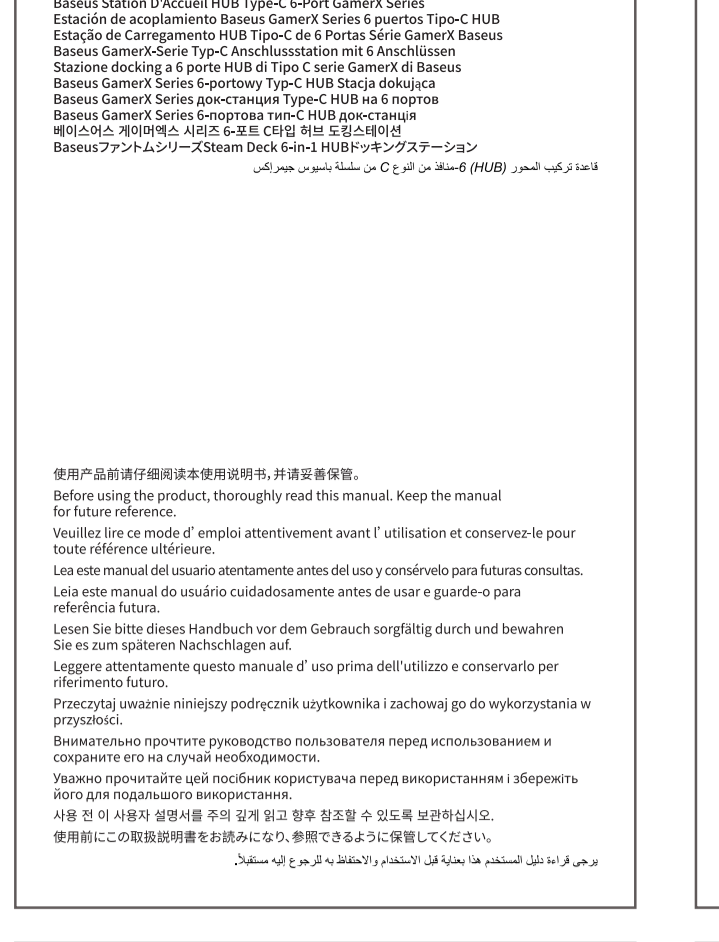 Baseus Station D'Accueil HUB Type-C 6-Port GamerX Series
Estación de acoplamiento Baseus GamerX Series 6 puertos Tipo-C HUB
Estação de Carregamento HUB Tipo-C de 6 Portas Série GamerX Baseus
Baseus GamerX-Serie Typ-C Anschlussstation mit 6 Anschlüssen
Stazione docking a 6 porte HUB di Tipo C serie GamerX di Baseus
Baseus GamerX Series 6-portowy Typ-C HUB Stacja dokująca
Baseus GamerX Series док-станция Type-C HUB на 6 портов
Baseus GamerX Series 6-портова тип-C HUB док-станція
베이스어스 게이머엑스 시리즈 6-포트 C타입 허브 도킹스테이션
BaseusファントムシリーズSteam Deck 6-in-1 HUBドッキングステーション
قاعدة تركيب المحور (HUB) 6-منافذ من النوع C من سلسلة باسيوس جيمرإكس
使用产品前请仔细阅读本使用说明书,并请妥善保管。
Before using the product, thoroughly read this manual. Keep the manual
for future reference.
Veuillez lire ce mode d’emploi attentivement avant l’utilisation et conservez-le pour
toute référence ultérieure.
Lea este manual del usuario atentamente antes del uso y consérvelo para futuras consultas.
Leia este manual do usuário cuidadosamente antes de usar e guarde-o para
referência futura.
Lesen Sie bitte dieses Handbuch vor dem Gebrauch sorgfältig durch und bewahren
Sie es zum späteren Nachschlagen auf.
Leggere attentamente questo manuale d’uso prima dell'utilizzo e conservarlo per
riferimento futuro.
Przeczytaj uważnie niniejszy podręcznik użytkownika i zachowaj go do wykorzystania w
przyszłości.
Внимательно прочтите руководство пользователя перед использованием и
сохраните его на случай необходимости.
Уважно прочитайте цей посібник користувача перед використанням і збережіть
його для подальшого використання.
사용 전 이 사용자 설명서를 주의 깊게 읽고 향후 참조할 수 있도록 보관하십시오.
使用前にこの取扱説明書をお読みになり、参照できるように保管してください。
يرجى قراءة دليل المستخدم هذا بعناية قبل الاستخدام والاحتفاظ به للرجوع إليه مستقبلاً.